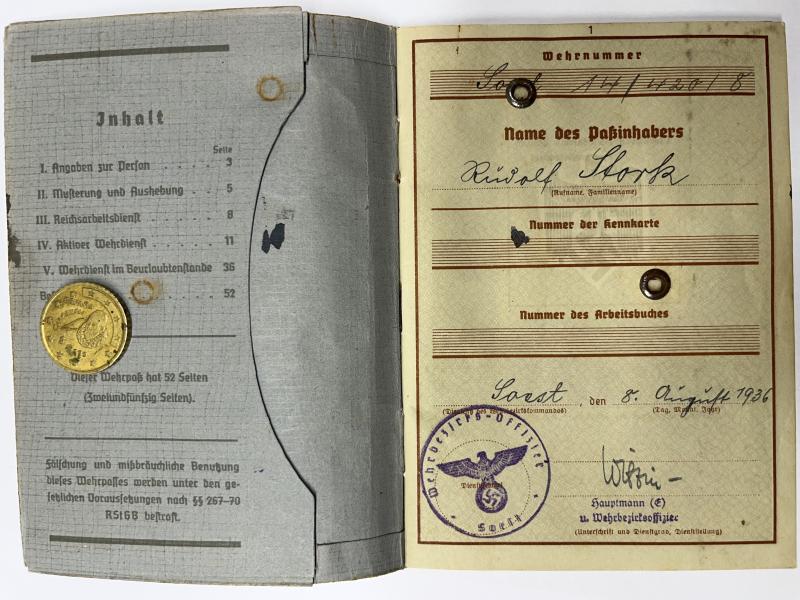 Inhalt
Seite
I. Angaben zur Person . . . . . 3
II. Musterung und Aushebung . . . 5
III. Reichsarbeitsdienst . . . . . 8
IV. Aktiver Wehrdienst . . . . . 11
V. Wehrdienst im Beurlaubtenstande 36
52
Dieser Wehrpaß hat 52 Seiten
(Zweiundfünfzig Seiten).
Fälschung und mißbräuchliche Benutzung
dieses Wehrpasses werden unter den ge-
setzlichen Voraussetzungen nach §§ 267-70
RStGB bestraft.
1
Wehrnummer
Soest 14/420/8
Name des Paßinhabers
Rudolf Stork
(Rufname, Familienname)
Nummer der Kennkarte
Nummer des Arbeitsbuches
Soest, den 8. August 1936
(Dienstort des Wehrbezirkskommandos) (Tag, Monat, Jahr)
Wehrbezirks-Offizier
Soest
Hauptmann (E)
u. Wehrbezirksoffizier
(Unterschrift und Dienstgrad, Dienststellung)